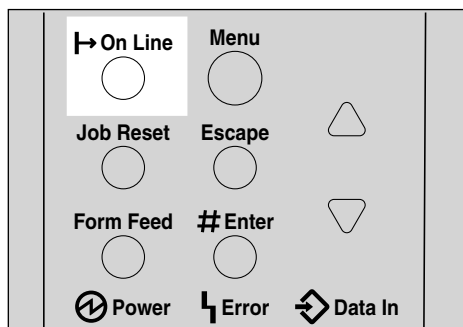 On Line Menu
Job Reset Escape
Form Feed # Enter
Power Error Data In